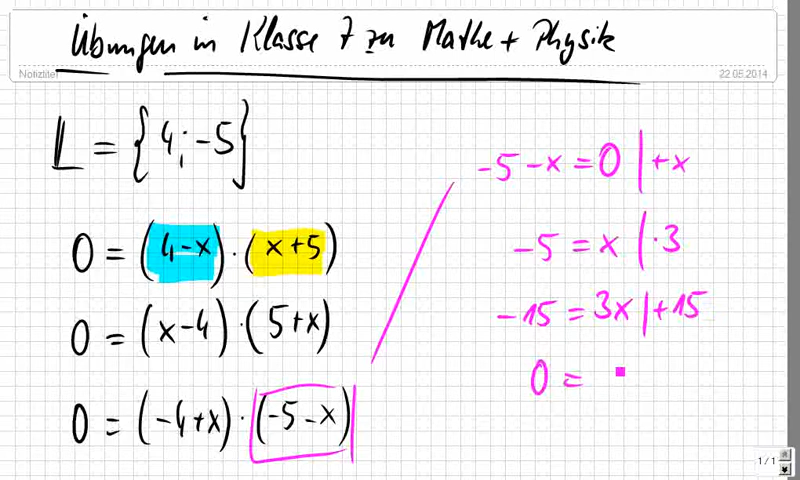 Übungen in Klasse 7 zu Mathe + Physik
Notiztitel
22.05.2014
L = {4; -5}
0 = (4-x) · (x+5)
0 = (x-4) · (5+x)
0 = (-4+x) · (-5-x)
-5-x = 0 | +x
-5 = x | ·3
-15 = 3x | +15
0 =
1 / 1